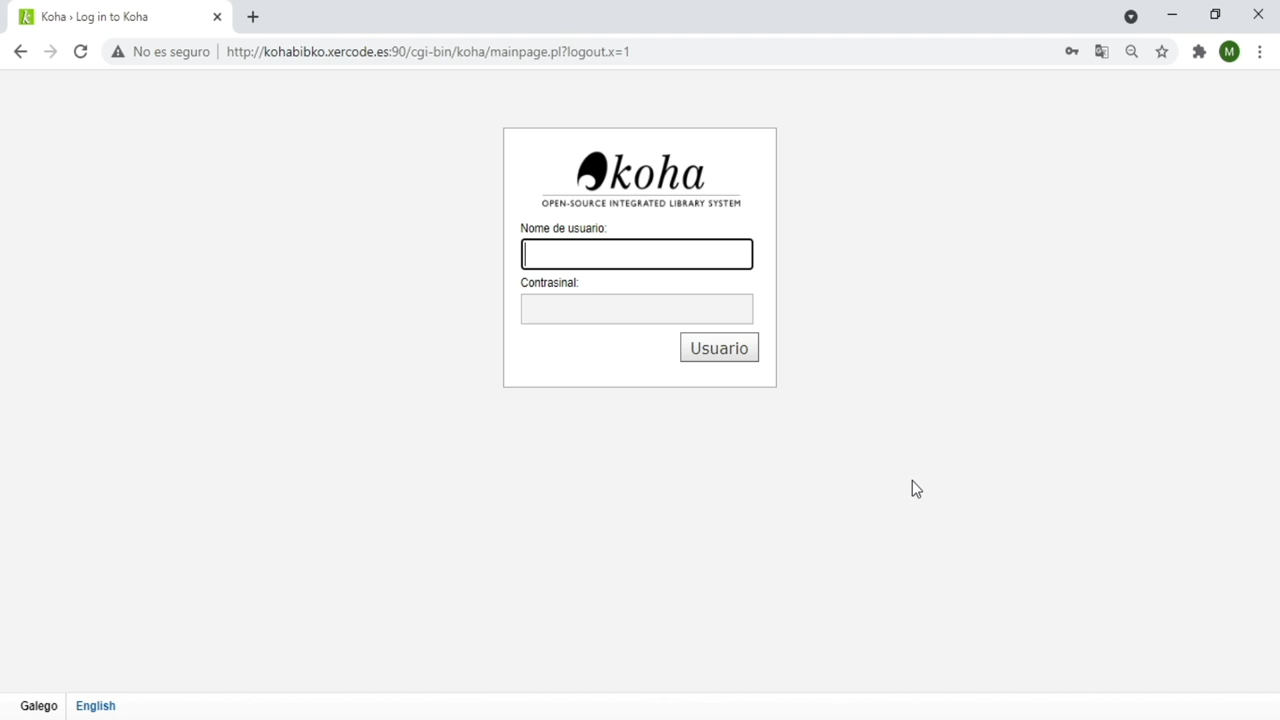 Koha › Log in to Koha
No es seguro
http://kohabibko.xercode.es:90/cgi-bin/koha/mainpage.pl?logout.x=1
M
koha
OPEN-SOURCE INTEGRATED LIBRARY SYSTEM
Nome de usuario:
Contrasinal:
Usuario
Galego
English